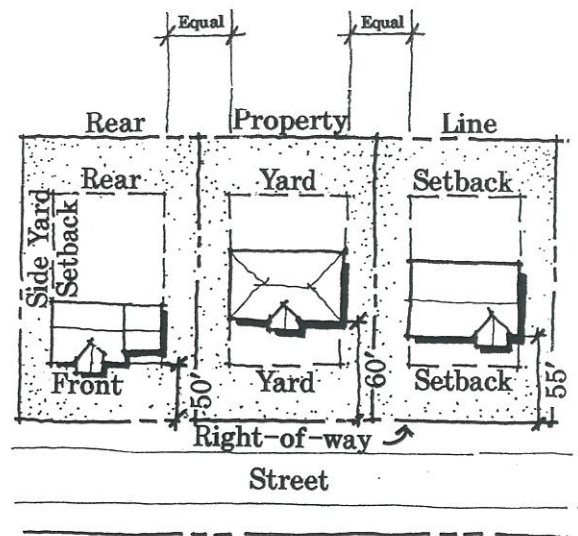 Equal Equal
Rear Property Line
Rear Yard Setback
Side Yard
Setback
Front Yard Setback
50' 60' 55'
Right-of-way
Street